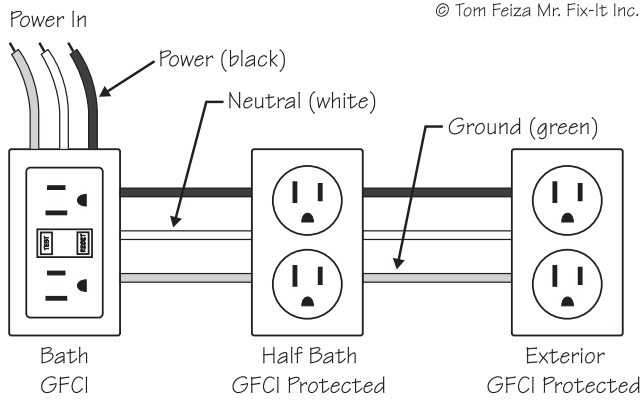 © Tom Feiza Mr. Fix-It Inc.
Power In
Power (black)
Neutral (white)
Ground (green)
TEST
RESET
Bath
GFCI
Half Bath
GFCI Protected
Exterior
GFCI Protected